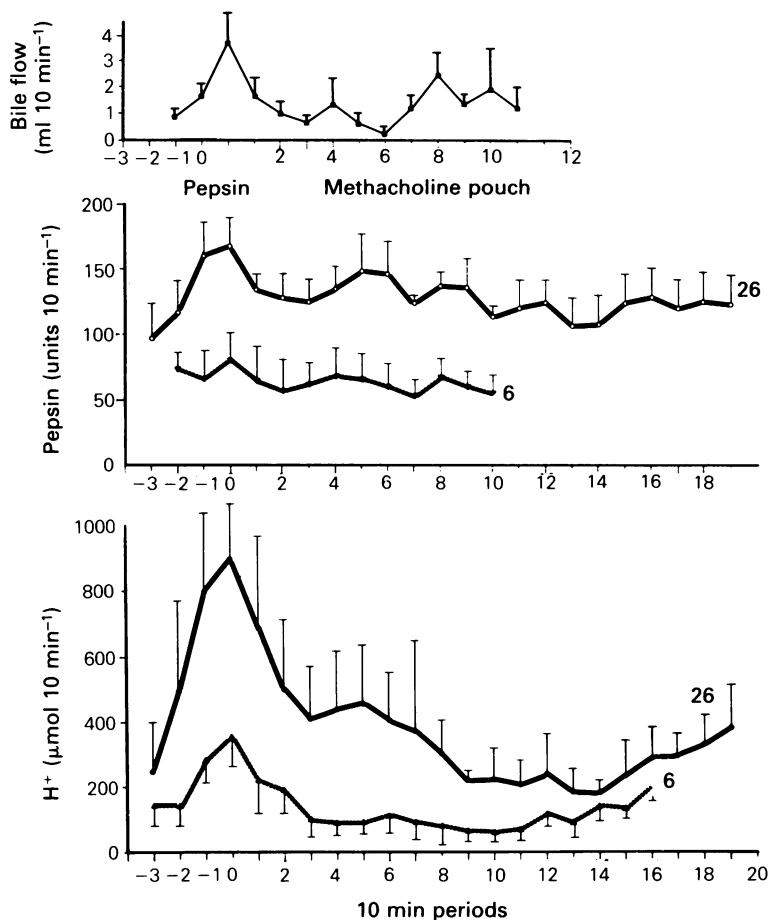 Bile flow
(ml 10 min⁻¹)
4
3
2
1
0
−3 −2 −1 0 2 4 6 8 10 12
Pepsin Methacholine pouch
Pepsin (units 10 min⁻¹)
200
150
100
50
0
26
6
−3 −2 −1 0 2 4 6 8 10 12 14 16 18
H⁺ (μmol 10 min⁻¹)
1000
800
600
400
200
0
26
6
−3 −2 −1 0 2 4 6 8 10 12 14 16 18 20
10 min periods